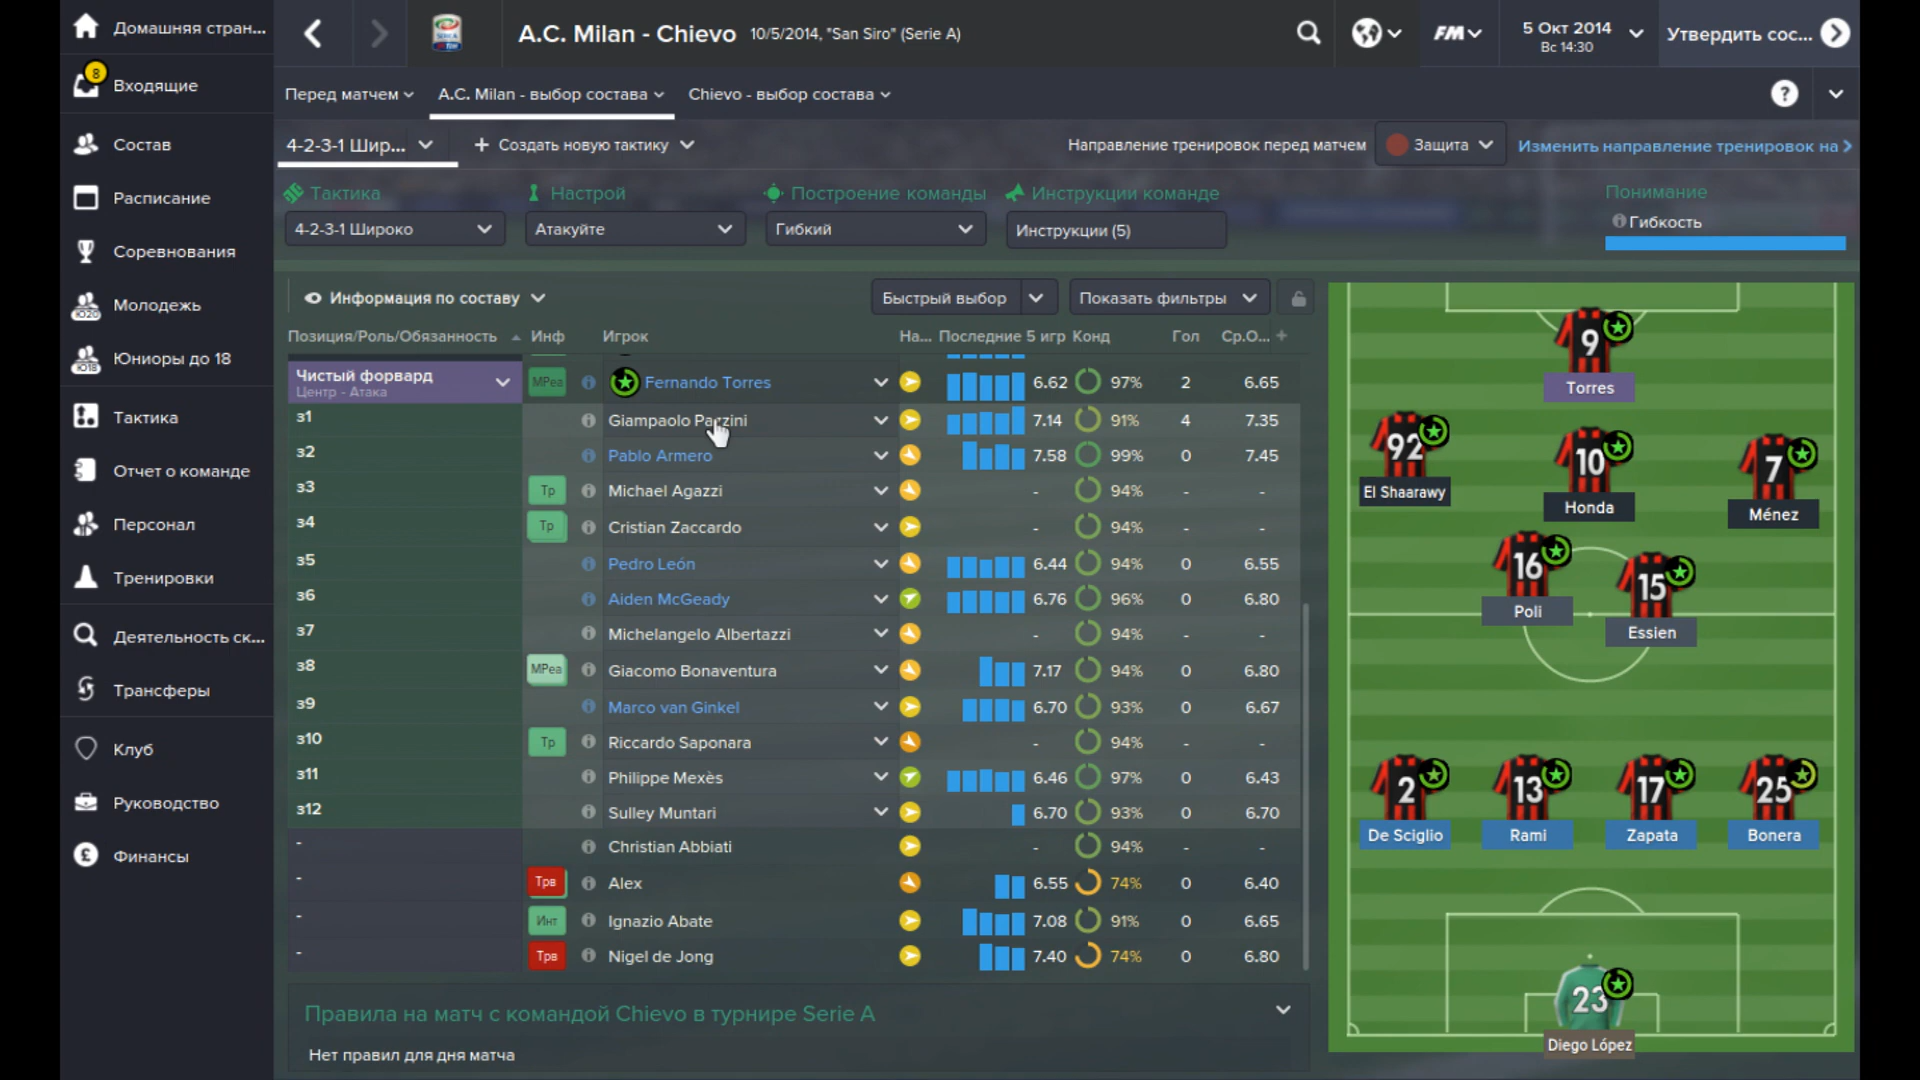 Домашняя стран...
8
Входящие
Состав
Расписание
Соревнования
Ю20
Молодежь
Ю18
Юниоры до 18
Тактика
Отчет о команде
Персонал
Тренировки
Деятельность ск...
Трансферы
Клуб
Руководство
Финансы
A.C. Milan - Chievo 10/5/2014, "San Siro" (Serie A)
FM
5 Окт 2014
Вс 14:30
Утвердить сос...
Перед матчем A.C. Milan - выбор состава Chievo - выбор состава
?
4-2-3-1 Шир... + Создать новую тактику Направление тренировок перед матчем Защита Изменить направление тренировок на
Тактика Настрой Построение команды Инструкции команде Понимание
4-2-3-1 Широко Атакуйте Гибкий Инструкции (5) Гибкость
Информация по составу Быстрый выбор Показать фильтры
Позиция/Роль/Обязанность Инф Игрок На... Последние 5 игр Конд Гол Ср.О... +
Чистый форвард
Центр - Атака
МРеа Fernando Torres 6.62 97% 2 6.65
з1 Giampaolo Pazzini 7.14 91% 4 7.35
з2 Pablo Armero 7.58 99% 0 7.45
з3 Тр Michael Agazzi - 94% - -
з4 Тр Cristian Zaccardo - 94% - -
з5 Pedro León 6.44 94% 0 6.55
з6 Aiden McGeady 6.76 96% 0 6.80
з7 Michelangelo Albertazzi - 94% - -
з8 МРеа Giacomo Bonaventura 7.17 94% 0 6.80
з9 Marco van Ginkel 6.70 93% 0 6.67
з10 Тр Riccardo Saponara - 94% - -
з11 Philippe Mexès 6.46 97% 0 6.43
з12 Sulley Muntari 6.70 93% 0 6.70
- Christian Abbiati - 94% - -
- Трв Alex 6.55 74% 0 6.40
- Инт Ignazio Abate 7.08 91% 0 6.65
- Трв Nigel de Jong 7.40 74% 0 6.80
Правила на матч с командой Chievo в турнире Serie A
Нет правил для дня матча
9
Torres
92 10 7
El Shaarawy Honda Ménez
16 15
Poli Essien
2 13 17 25
De Sciglio Rami Zapata Bonera
23
Diego López